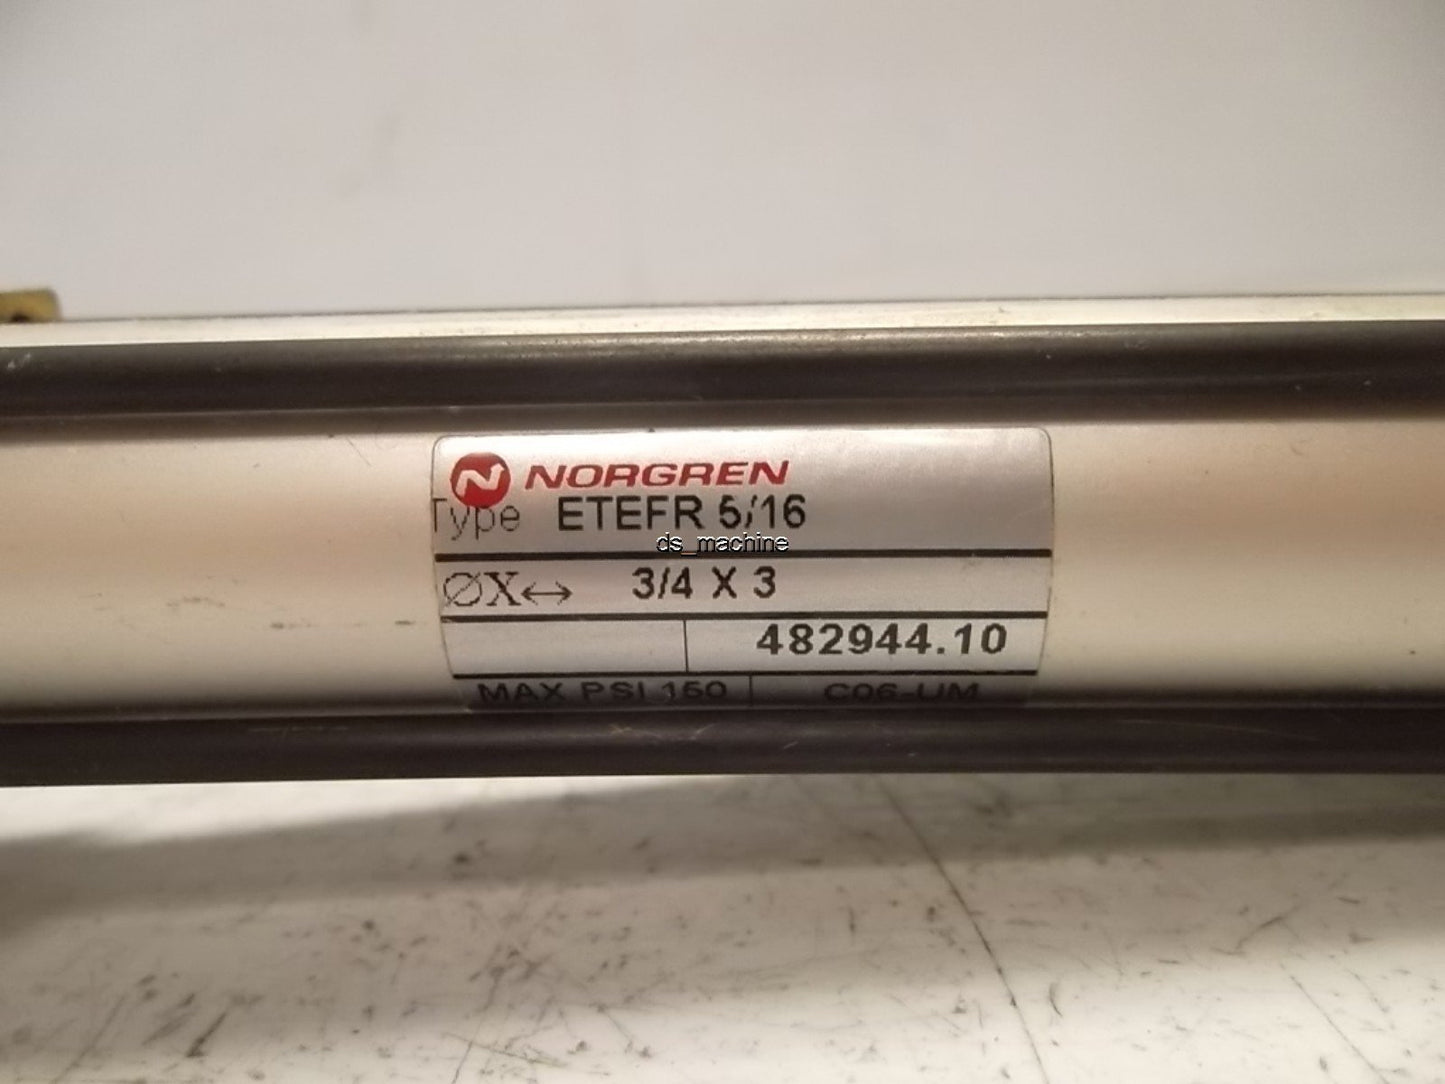 NORGREN
Type ETEFR 5/16
ds_machine
ØX↔ 3/4 X 3
482944.10
MAX PSI 150 C06-UM